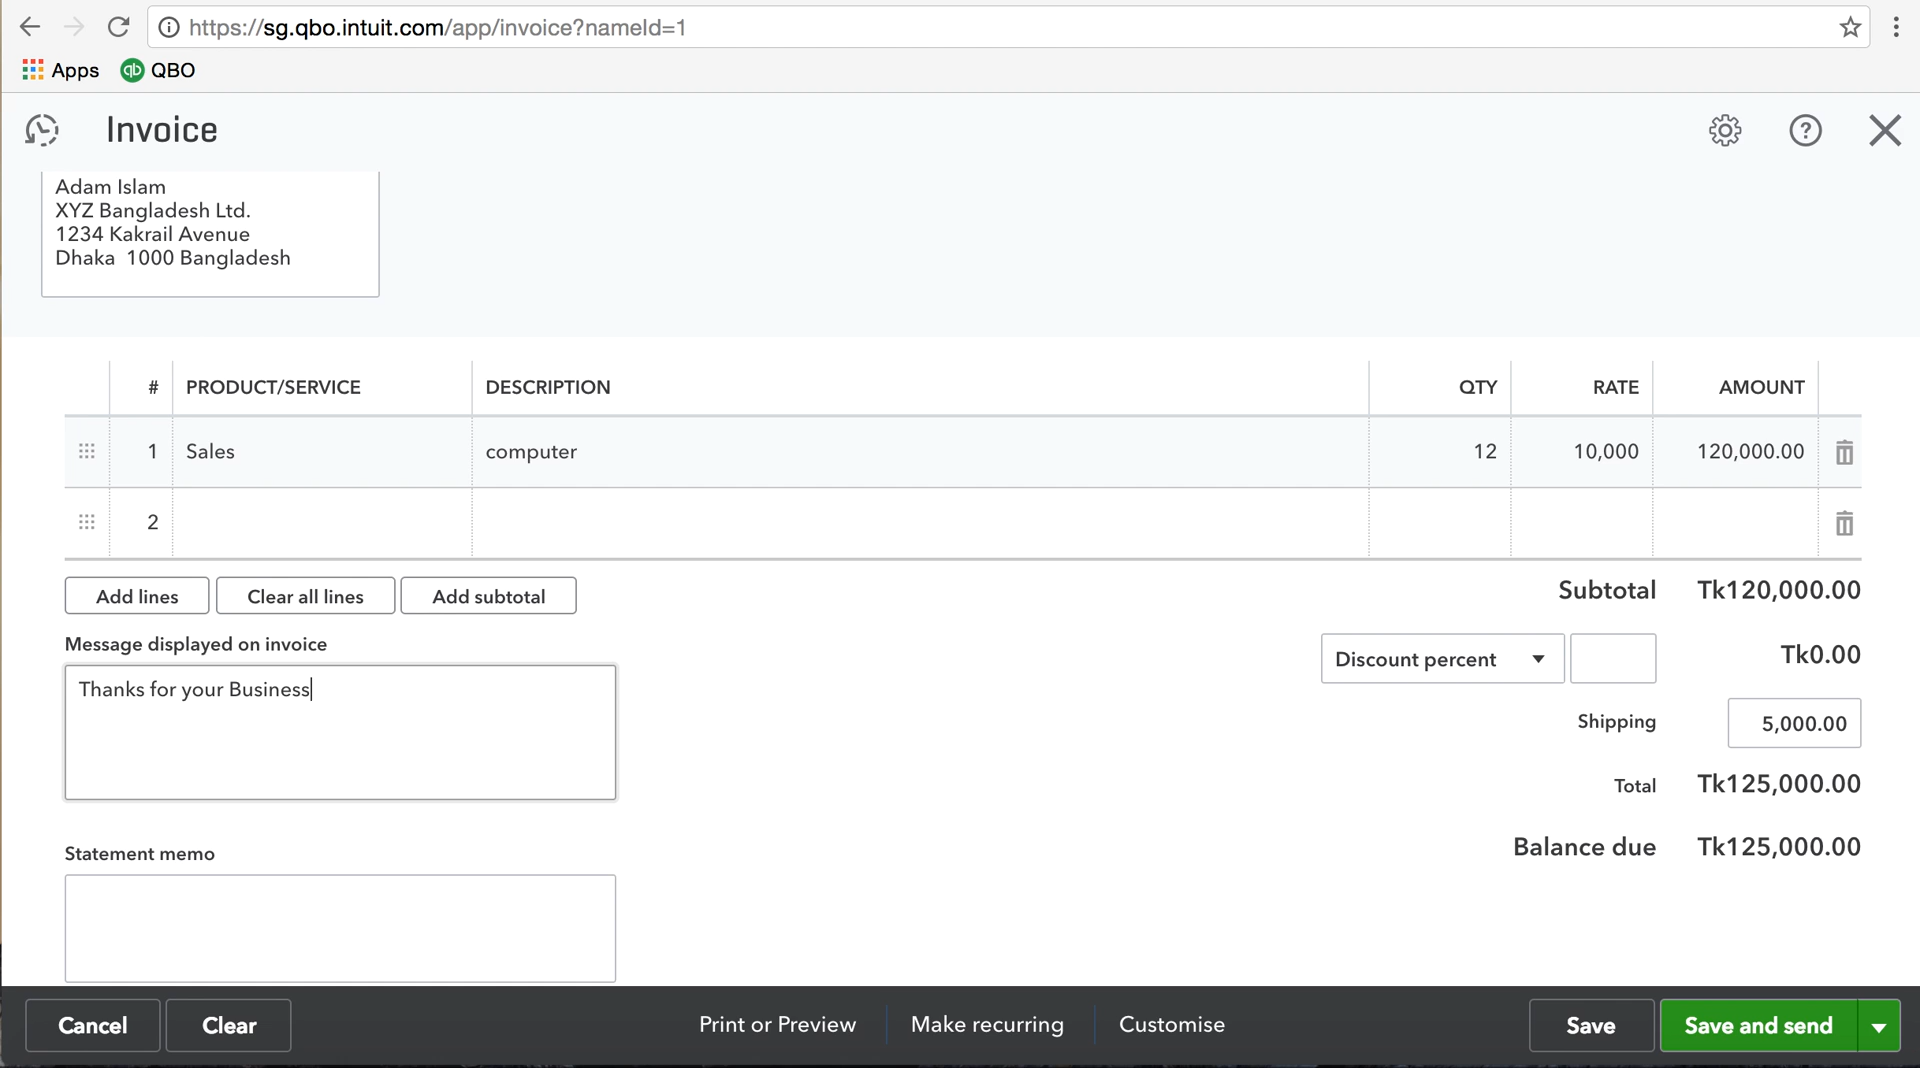 https://sg.qbo.intuit.com/app/invoice?nameId=1
Apps qb QBO
Invoice
Adam Islam
XYZ Bangladesh Ltd.
1234 Kakrail Avenue
Dhaka 1000 Bangladesh
# PRODUCT/SERVICE DESCRIPTION QTY RATE AMOUNT
1 Sales computer 12 10,000 120,000.00
2
Add lines Clear all lines Add subtotal
Subtotal Tk120,000.00
Message displayed on invoice
Thanks for your Business
Discount percent Tk0.00
Shipping 5,000.00
Total Tk125,000.00
Balance due Tk125,000.00
Statement memo
Cancel Clear Print or Preview Make recurring Customise Save Save and send